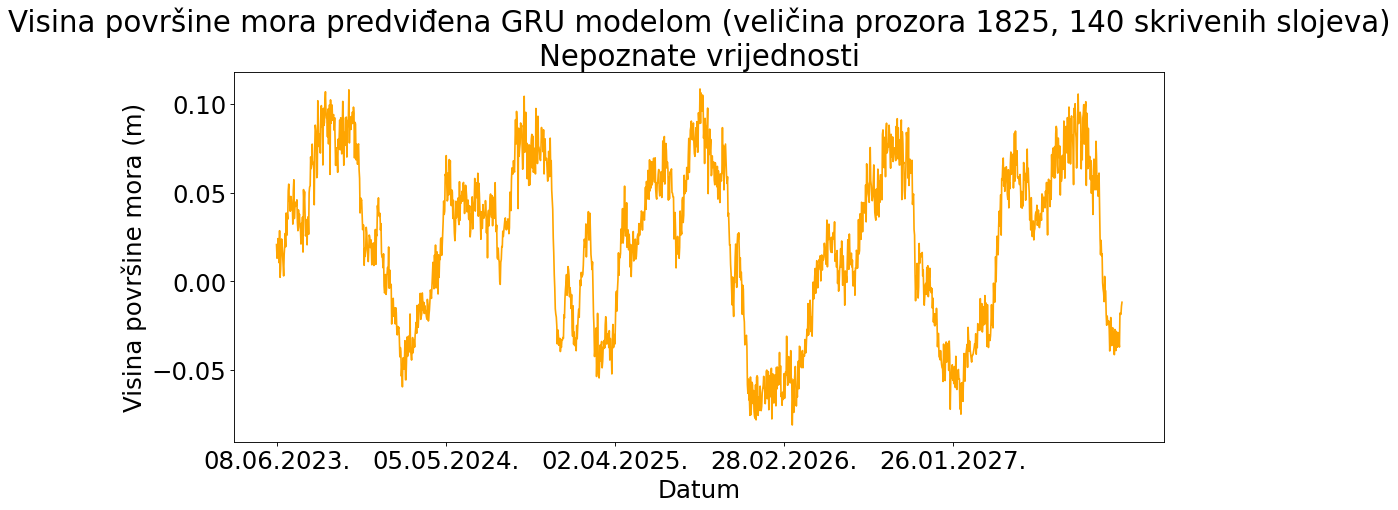 Visina površine mora predviđena GRU modelom (veličina prozora 1825, 140 skrivenih slojeva)
Nepoznate vrijednosti
Visina površine mora (m)
0.10
0.05
0.00
−0.05
08.06.2023. 05.05.2024. 02.04.2025. 28.02.2026. 26.01.2027.
Datum